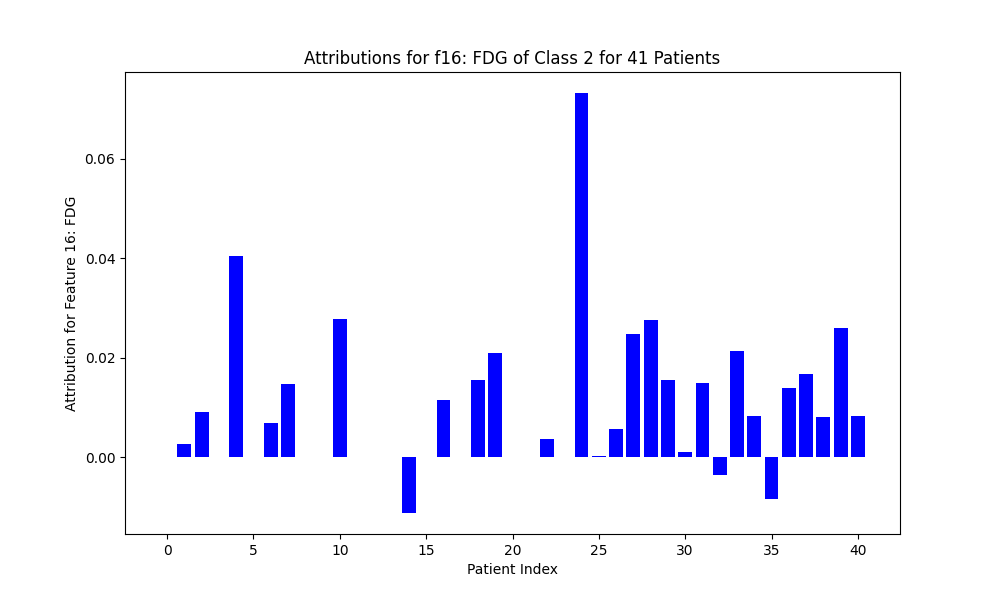 Attributions for f16: FDG of Class 2 for 41 Patients
Attribution for Feature 16: FDG
0.06
0.04
0.02
0.00
0 5 10 15 20 25 30 35 40
Patient Index